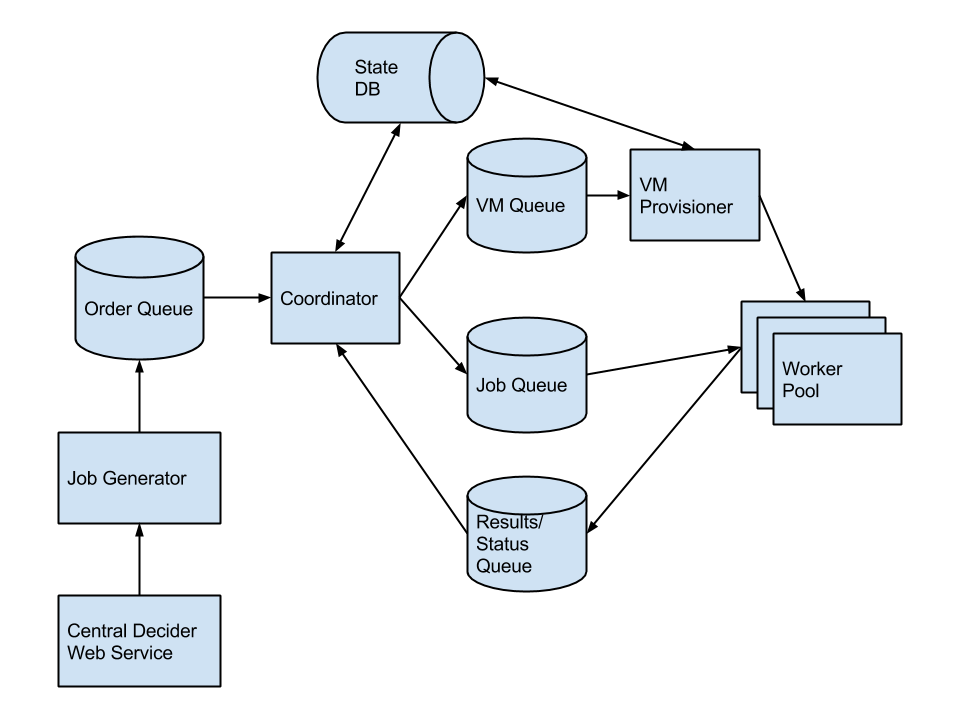 State
DB
VM Queue
VM
Provisioner
Order Queue
Coordinator
Job Queue
Worker
Pool
Job Generator
Results/
Status
Queue
Central Decider
Web Service